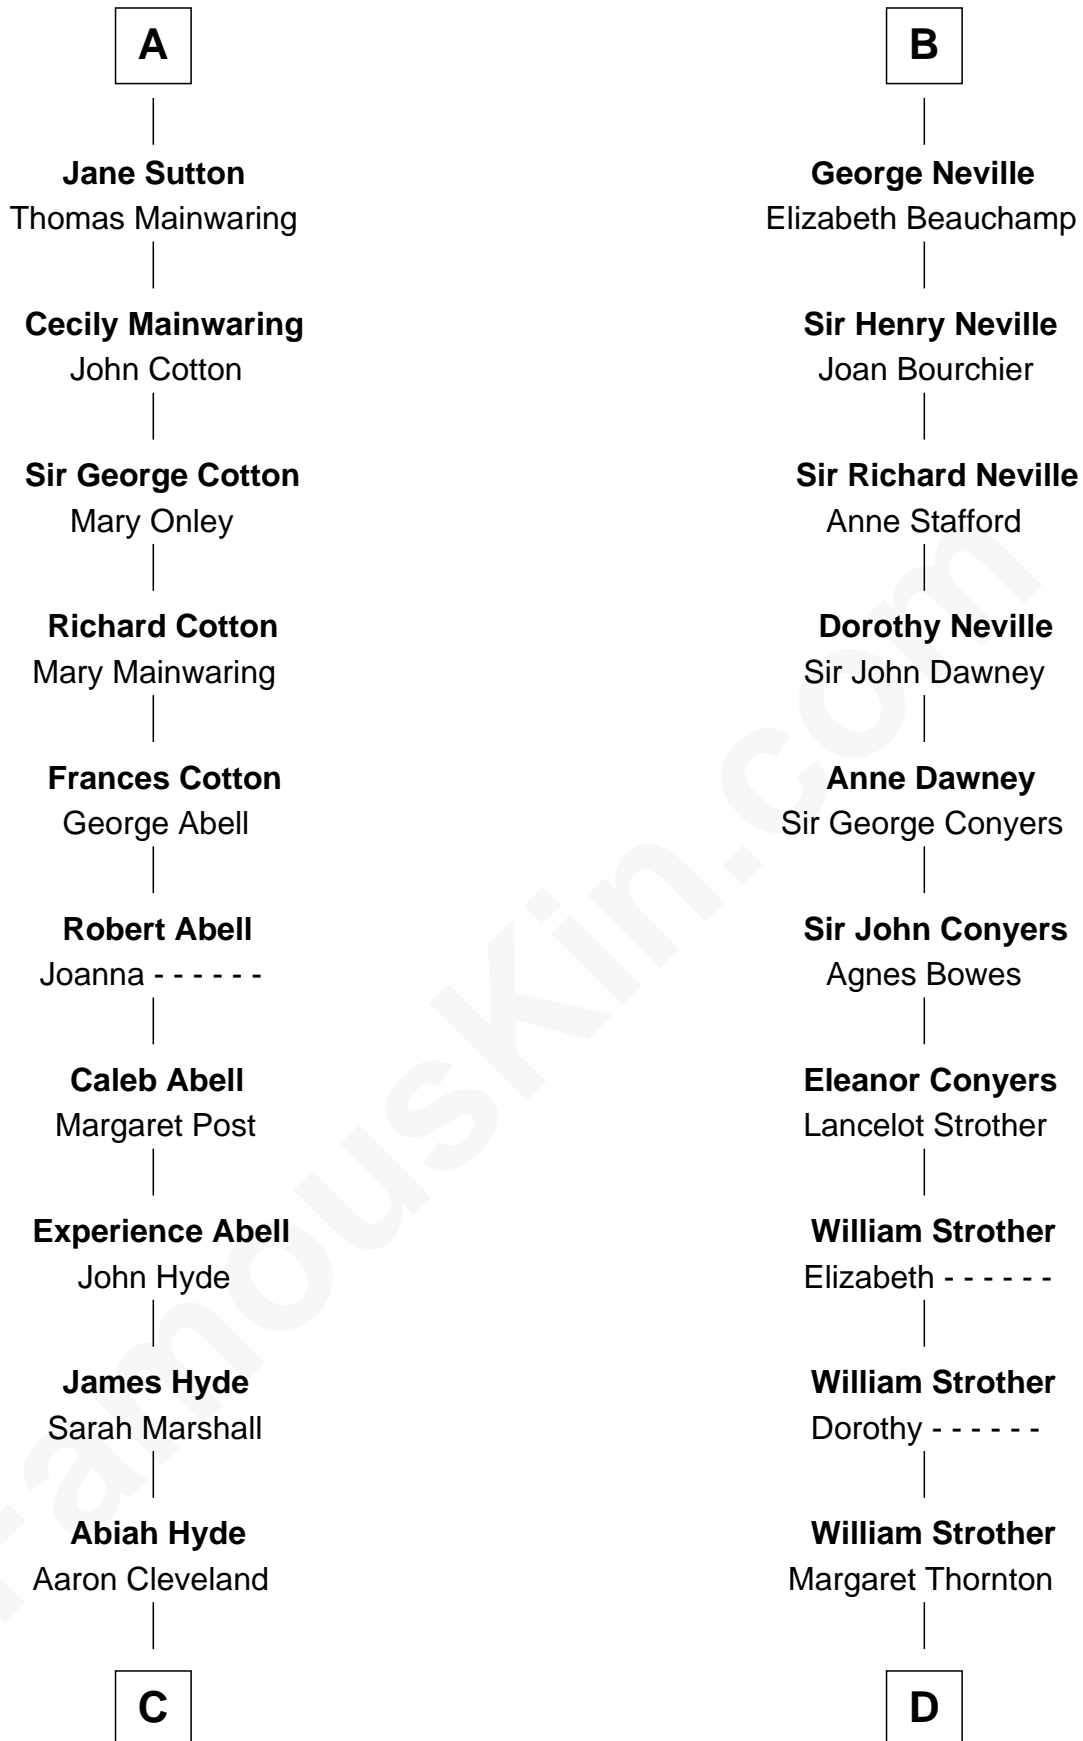 A
Jane Sutton
Thomas Mainwaring
Cecily Mainwaring
John Cotton
Sir George Cotton
Mary Onley
Richard Cotton
Mary Mainwaring
Frances Cotton
George Abell
Robert Abell
Joanna - - - - - -
Caleb Abell
Margaret Post
Experience Abell
John Hyde
James Hyde
Sarah Marshall
Abiah Hyde
Aaron Cleveland
C
B
George Neville
Elizabeth Beauchamp
Sir Henry Neville
Joan Bourchier
Sir Richard Neville
Anne Stafford
Dorothy Neville
Sir John Dawney
Anne Dawney
Sir George Conyers
Sir John Conyers
Agnes Bowes
Eleanor Conyers
Lancelot Strother
William Strother
Elizabeth - - - - - -
William Strother
Dorothy - - - - - -
William Strother
Margaret Thornton
D
FamousKin.com